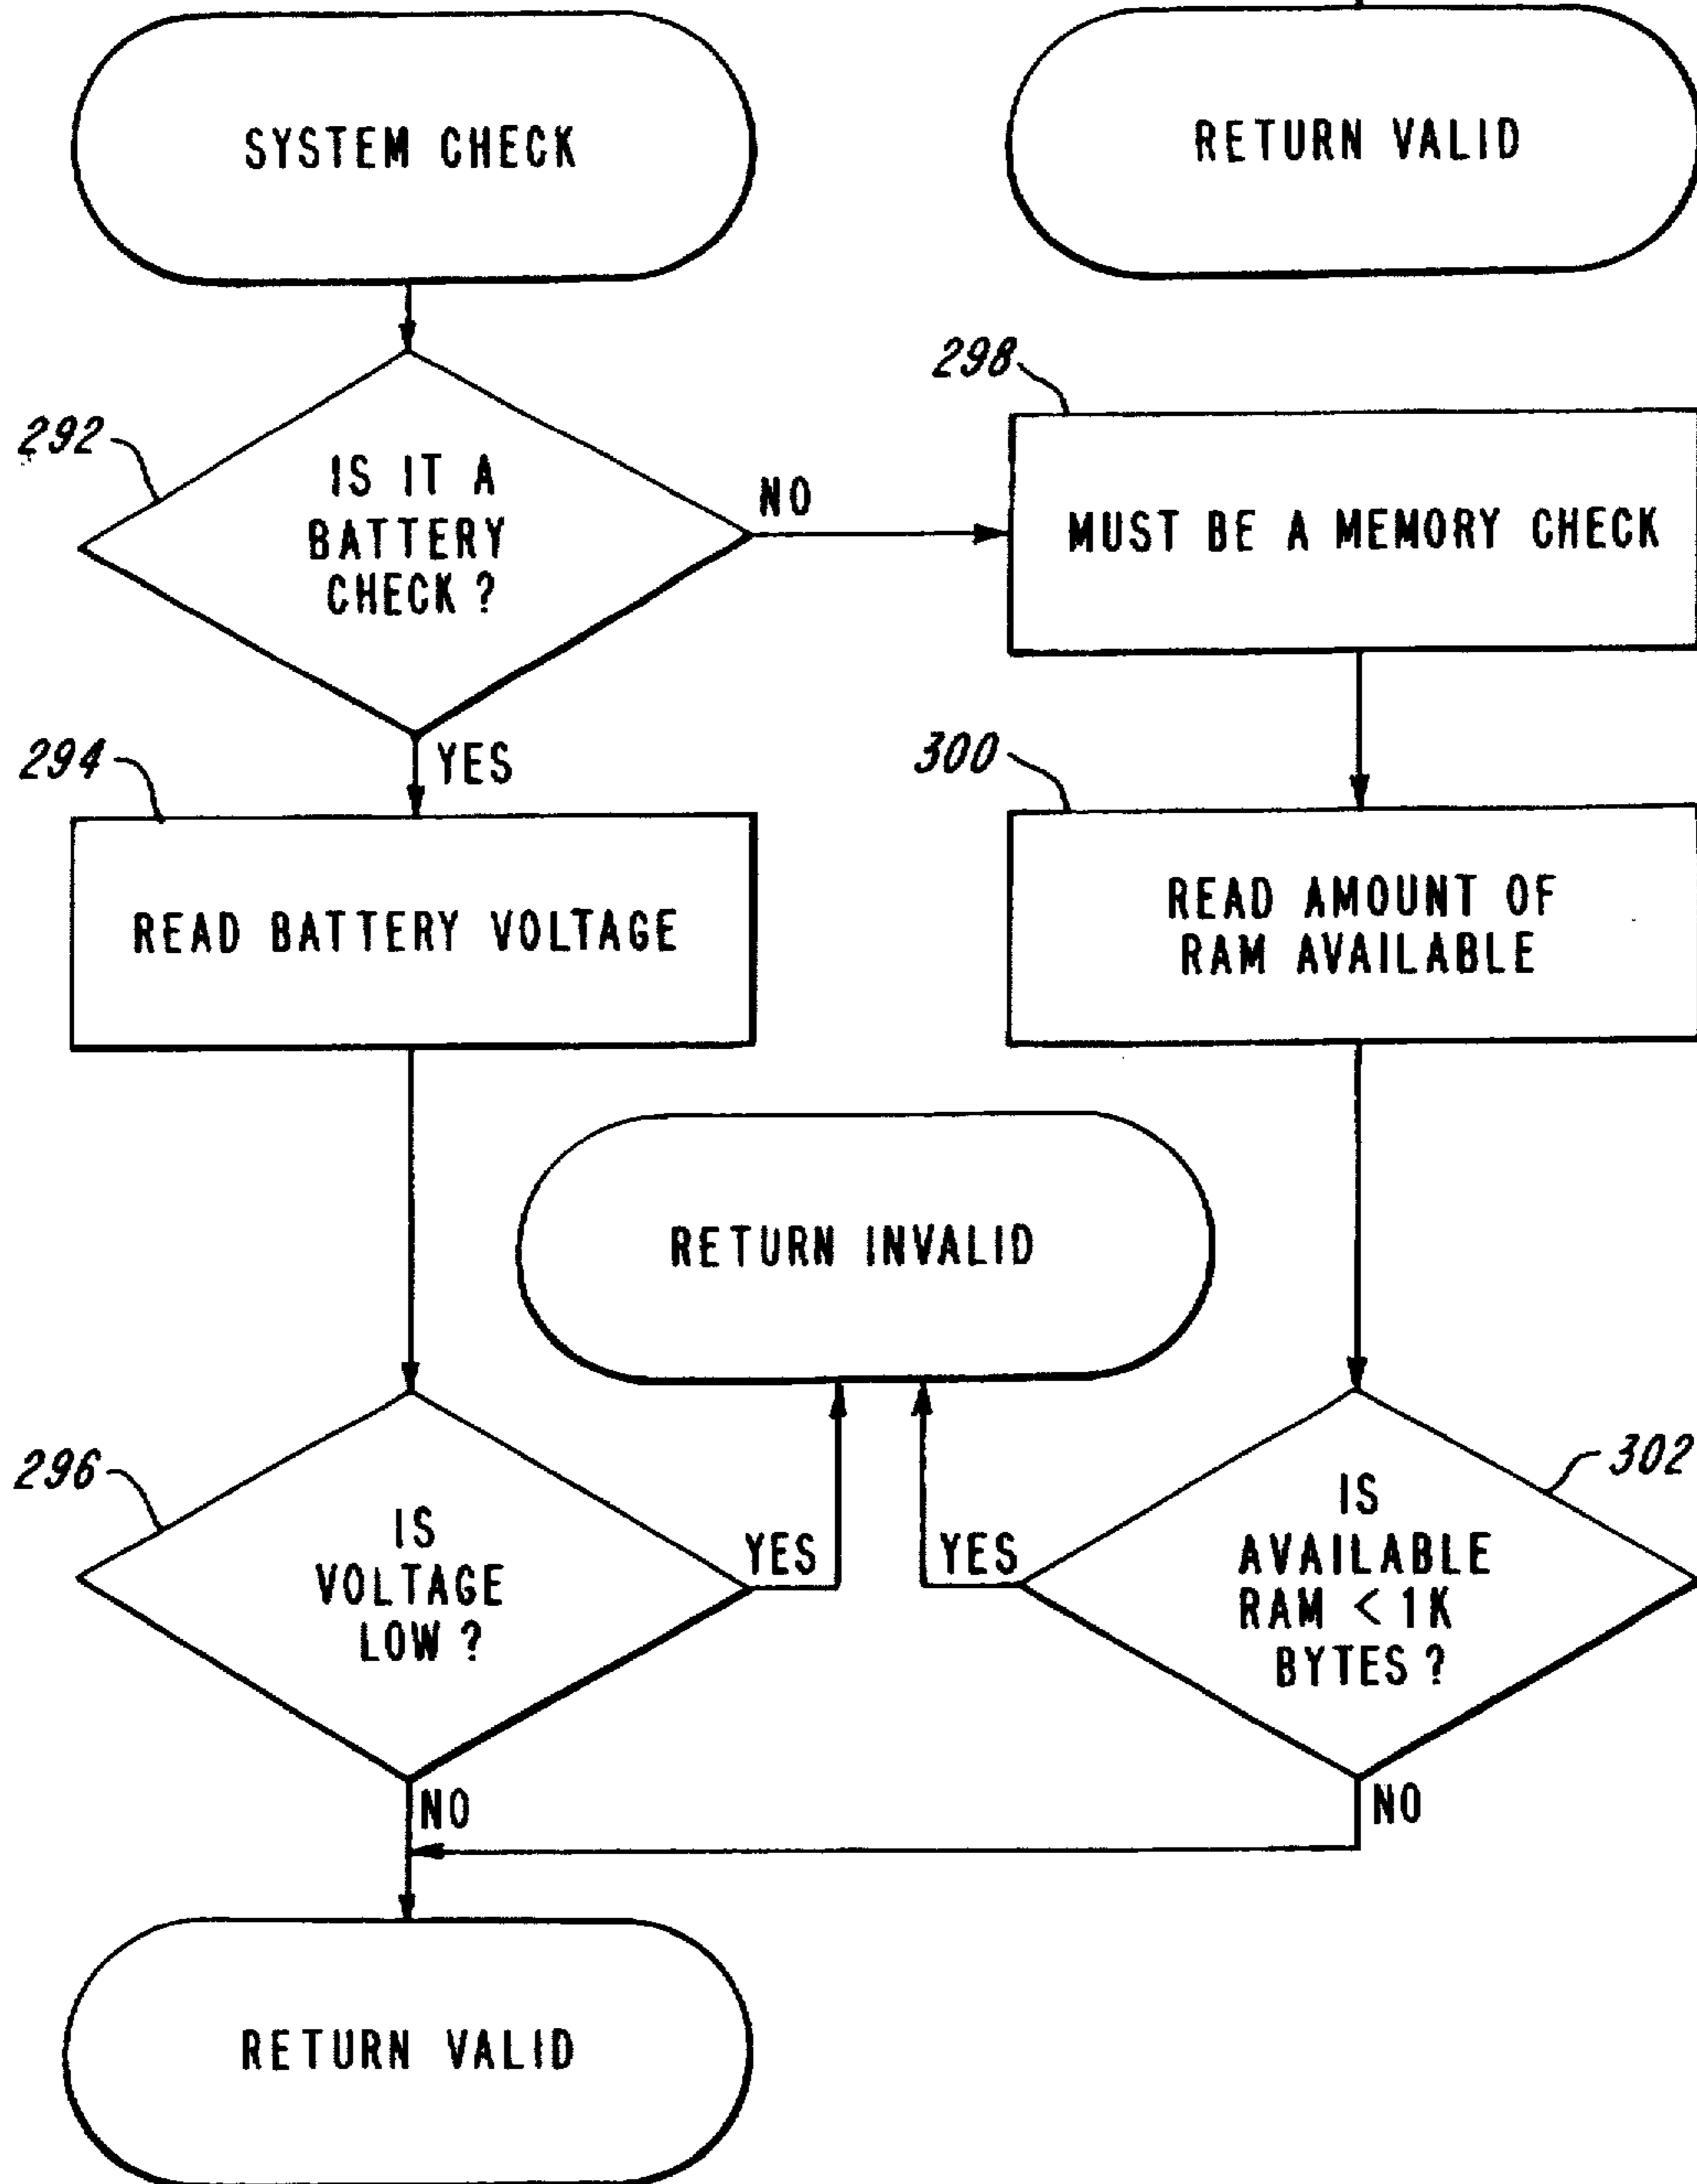 SYSTEM CHECK
RETURN VALID
292
IS IT A
BATTERY
CHECK ?
NO
298
MUST BE A MEMORY CHECK
YES
294
READ BATTERY VOLTAGE
300
READ AMOUNT OF
RAM AVAILABLE
RETURN INVALID
296
IS
VOLTAGE
LOW ?
YES
NO
302
IS
AVAILABLE
RAM < 1K
BYTES ?
YES
NO
RETURN VALID